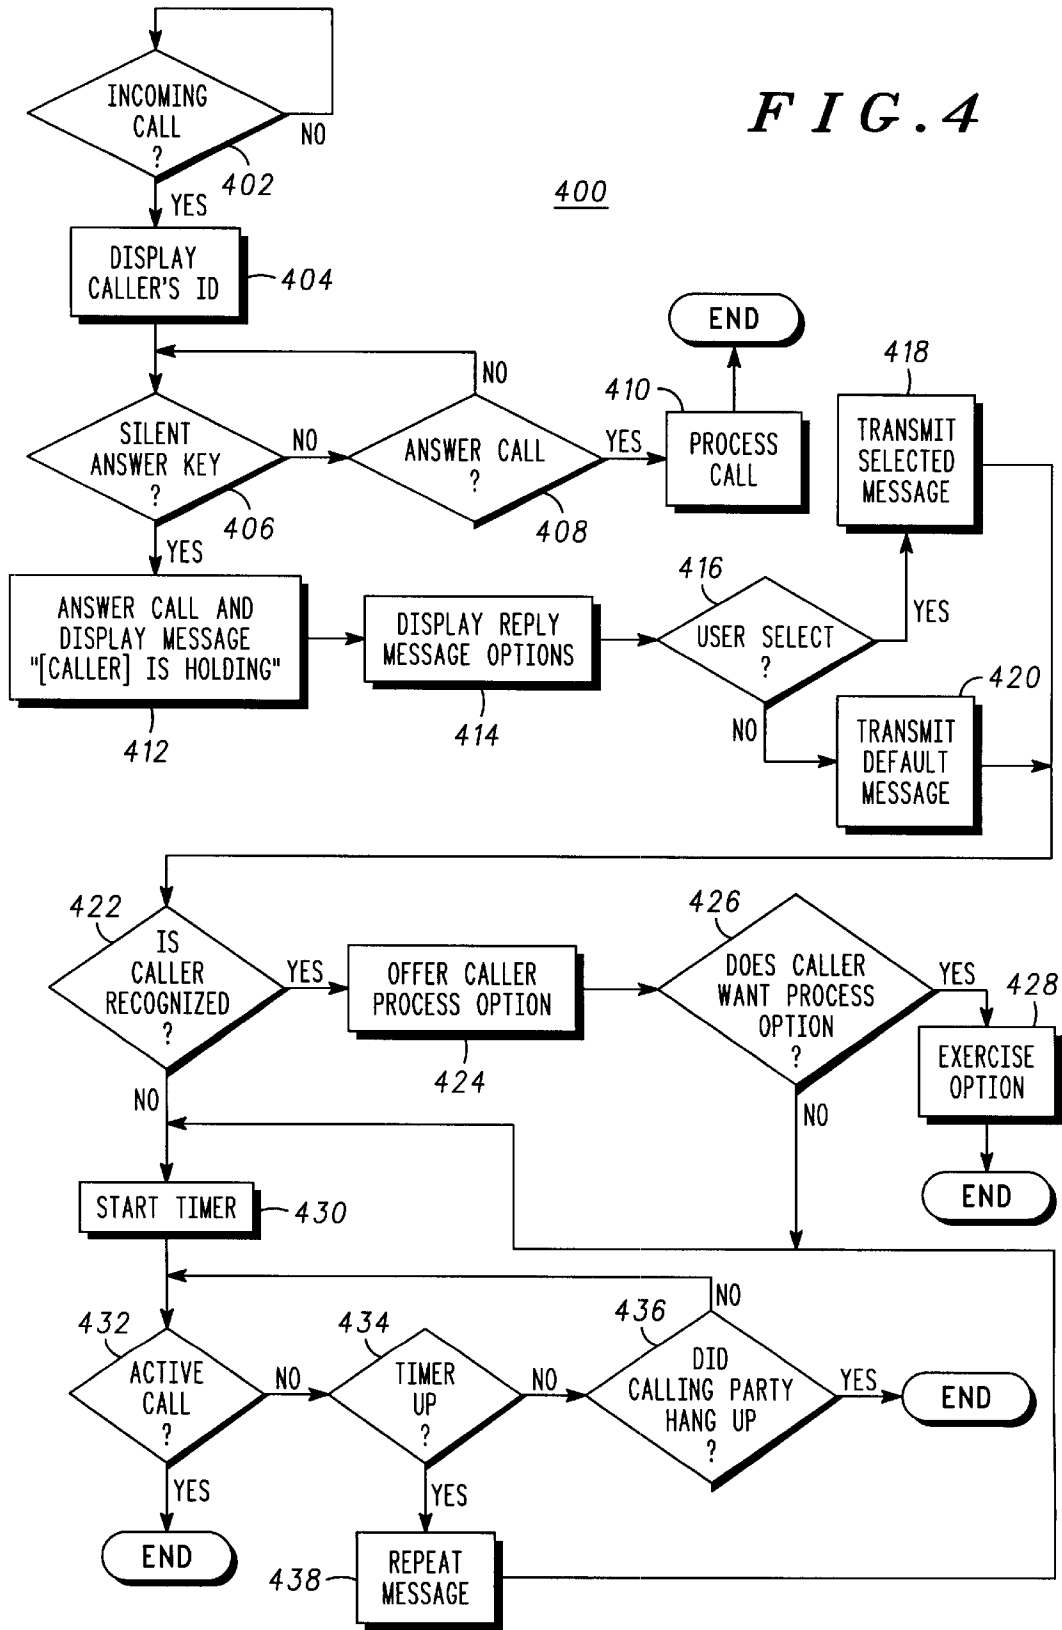 FIG.4
400
INCOMING
CALL
?
NO
402
YES
DISPLAY
CALLER'S ID
404
SILENT
ANSWER KEY
?
NO
406
YES
ANSWER CALL
?
NO
YES
408
410
PROCESS
CALL
END
418
TRANSMIT
SELECTED
MESSAGE
ANSWER CALL AND
DISPLAY MESSAGE
"[CALLER] IS HOLDING"
412
DISPLAY REPLY
MESSAGE OPTIONS
414
416
USER SELECT
?
YES
NO
420
TRANSMIT
DEFAULT
MESSAGE
422
IS
CALLER
RECOGNIZED
?
YES
NO
OFFER CALLER
PROCESS OPTION
424
426
DOES CALLER
WANT PROCESS
OPTION
?
YES
NO
428
EXERCISE
OPTION
END
START TIMER
430
432
ACTIVE
CALL
?
NO
YES
END
434
TIMER
UP
?
NO
YES
436
NO
DID
CALLING PARTY
HANG UP
?
YES
END
438
REPEAT
MESSAGE